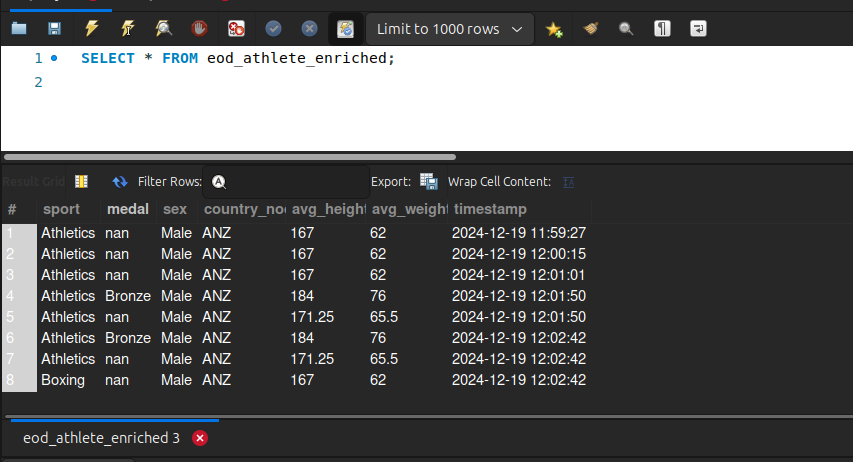 Limit to 1000 rows
1 SELECT * FROM eod_athlete_enriched;
2
Result Grid Filter Rows: Export: Wrap Cell Content:
# sport medal sex country_noc avg_height avg_weight timestamp
1 Athletics nan Male ANZ 167 62 2024-12-19 11:59:27
2 Athletics nan Male ANZ 167 62 2024-12-19 12:00:15
3 Athletics nan Male ANZ 167 62 2024-12-19 12:01:01
4 Athletics Bronze Male ANZ 184 76 2024-12-19 12:01:50
5 Athletics nan Male ANZ 171.25 65.5 2024-12-19 12:01:50
6 Athletics Bronze Male ANZ 184 76 2024-12-19 12:02:42
7 Athletics nan Male ANZ 171.25 65.5 2024-12-19 12:02:42
8 Boxing nan Male ANZ 167 62 2024-12-19 12:02:42
eod_athlete_enriched 3